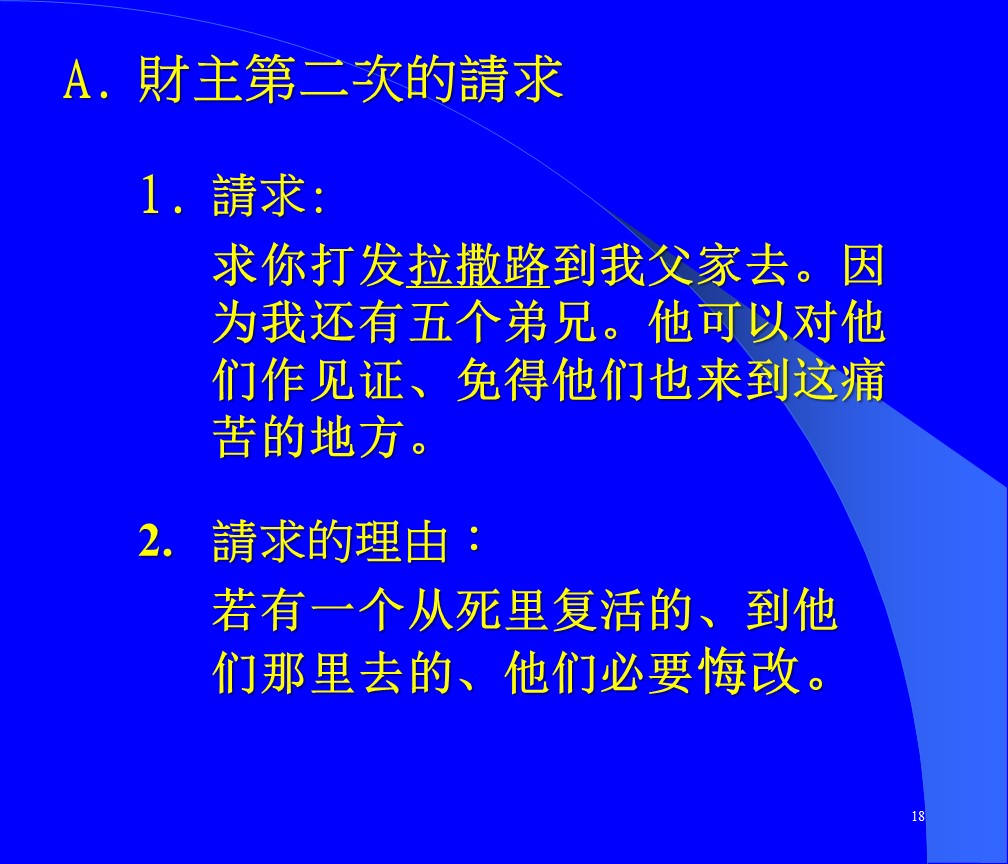 A. 財主第二次的請求
1. 請求:
求你打发拉撒路到我父家去。因
为我还有五个弟兄。他可以对他
们作见证、免得他们也来到这痛
苦的地方。
2. 請求的理由：
若有一个从死里复活的、到他
们那里去的、他们必要悔改。
18